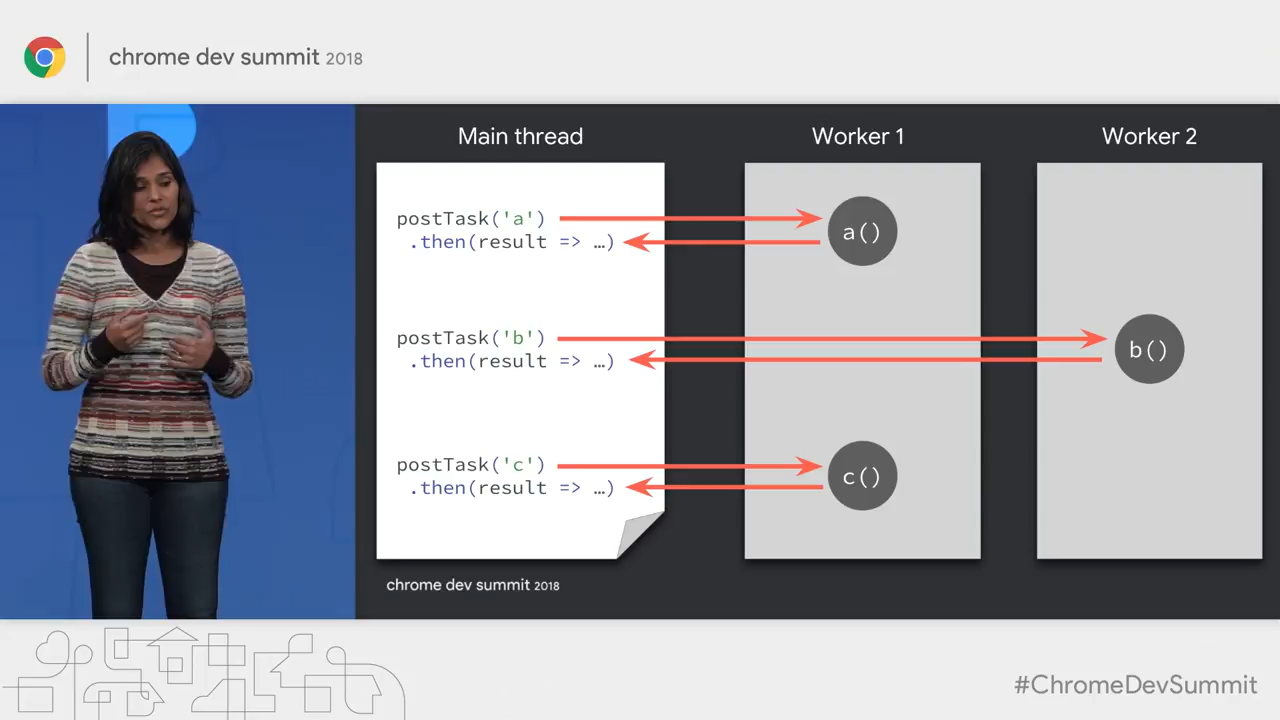 chrome dev summit 2018
Main thread
Worker 1
Worker 2
postTask('a')
.then(result => …)
a()
postTask('b')
.then(result => …)
b()
postTask('c')
.then(result => …)
c()
chrome dev summit 2018
#ChromeDevSummit